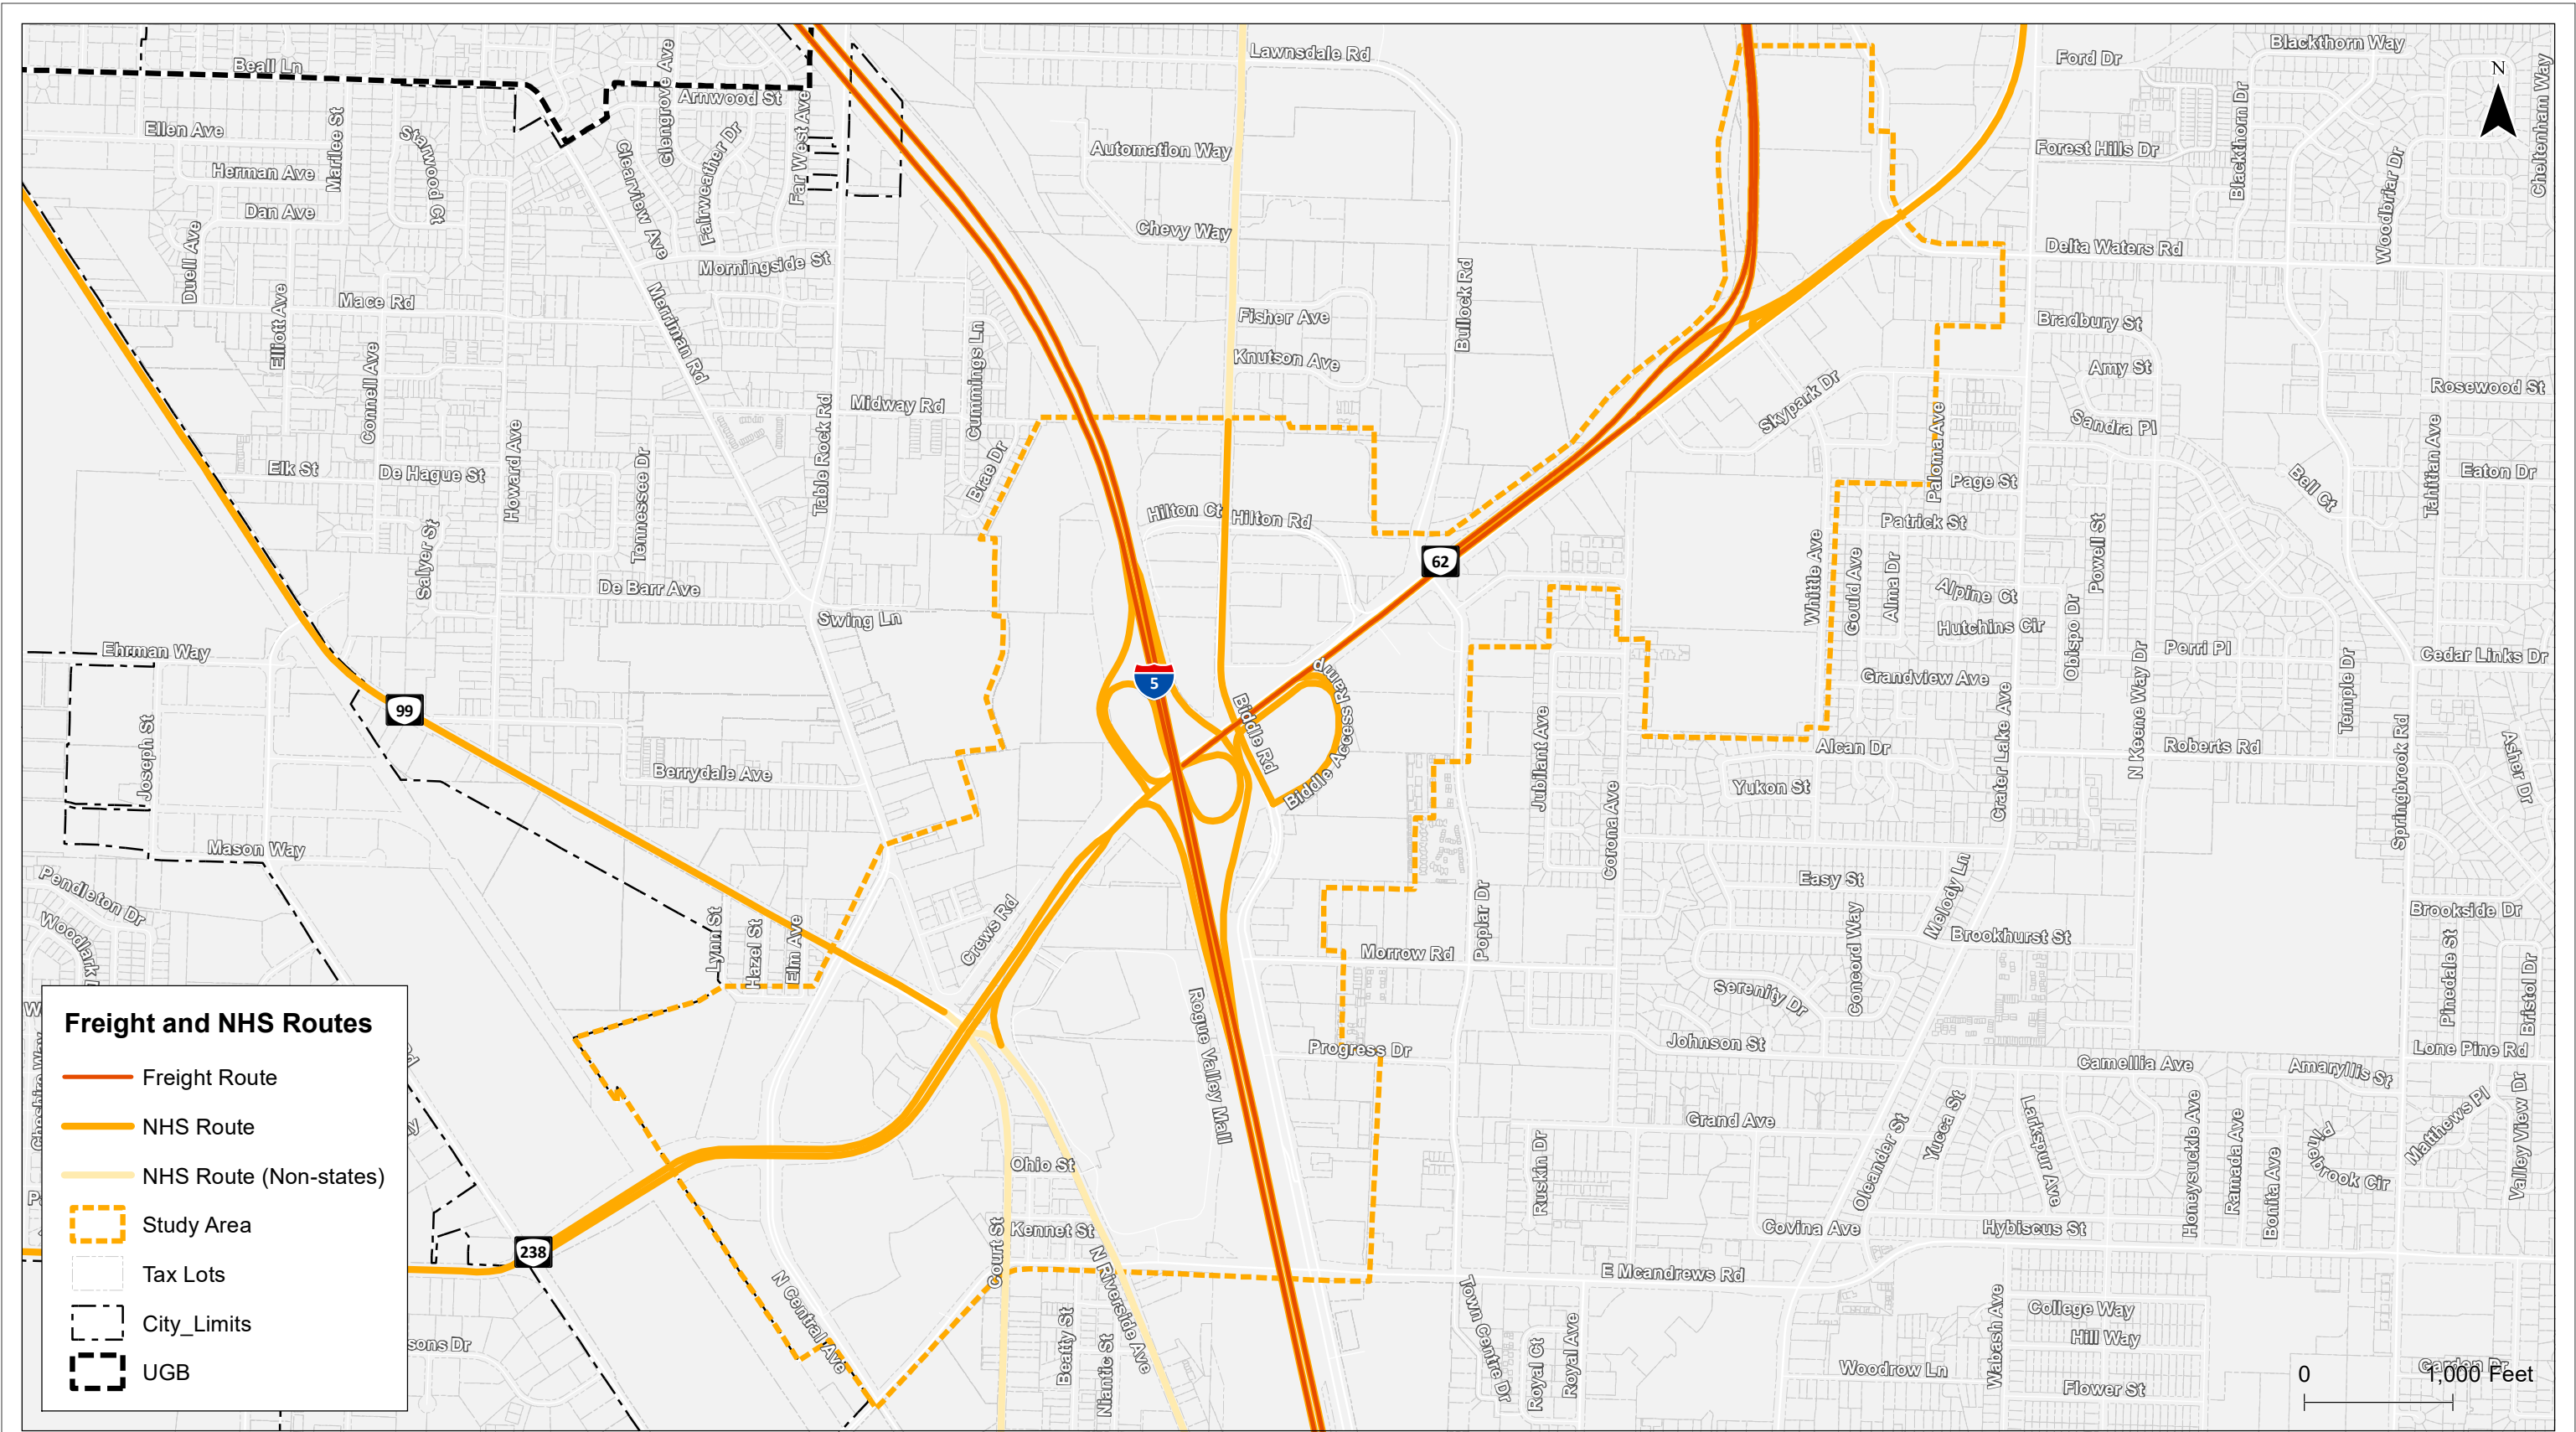 Beall Ln
Glengrove Ave
Lawnsdale Rd
Ford Dr
Blackthorn Way
N
Cheltenham Way
Ellen Ave
Marilee St
Starwood Ct
Arnwood St
Fairweather Dr
Far West Ave
Clearview Ave
Automation Way
Forest Hills Dr
Blackthorn Dr
Woodbriar Dr
Herman Ave
Dan Ave
Duell Ave
Morningside St
Chevy Way
Delta Waters Rd
Mace Rd
Elliott Ave
Merriman Rd
Fisher Ave
Bullock Rd
Bradbury St
Connell Ave
Cummings Ln
Knutson Ave
Amy St
Rosewood St
Midway Rd
Table Rock Rd
Skypark Dr
Paloma Ave
Sandra Pl
Tahitian Ave
Elk St
De Hague St
Howard Ave
Tennessee Dr
Brae Dr
Page St
Bell Ct
Eaton Dr
Salyer St
Hilton Ct
Hilton Rd
Patrick St
Powell St
62
Whittle Ave
Gould Ave
Alma Dr
De Barr Ave
Swing Ln
Alpine Ct
Hutchins Cir
Obispo Dr
Ehrman Way
Perri Pl
Cedar Links Dr
99
5
Biddle Rd
Biddle Access Ramp
Grandview Ave
Crater Lake Ave
N Keene Way Dr
Temple Dr
Springbrook Rd
Joseph St
Berrydale Ave
Jubilant Ave
Corona Ave
Alcan Dr
Yukon St
Roberts Rd
Asher Dr
Mason Way
Pendleton Dr
Woodlark
Crews Rd
Poplar Dr
Easy St
Melody Ln
Concord Way
Brookside Dr
Lynn St
Hazel St
Elm Ave
Morrow Rd
Brookhurst St
Pinedale St
Bristol Dr
Rogue Valley Mall
Serenity Dr
Progress Dr
Johnson St
Camellia Ave
Amaryllis St
Lone Pine Rd
Grand Ave
Oleander St
Yucca St
Larkspur Ave
Honeysuckle Ave
Ramada Ave
Bonita Ave
Pinebrook Cir
Matthews Pl
Valley View Dr
Ohio St
Ruskin Dr
Kennet St
Court St
Covina Ave
Hybiscus St
238
N Central Ave
N Riverside Ave
E Mcandrews Rd
Town Centre Dr
Beatty St
Niantic St
Royal Ct
Royal Ave
Wabash Ave
College Way
Hill Way
Woodrow Ln
Flower St
Garden Dr
sons Dr
0 1,000 Feet
Freight and NHS Routes
Freight Route
NHS Route
NHS Route (Non-states)
Study Area
Tax Lots
City_Limits
UGB